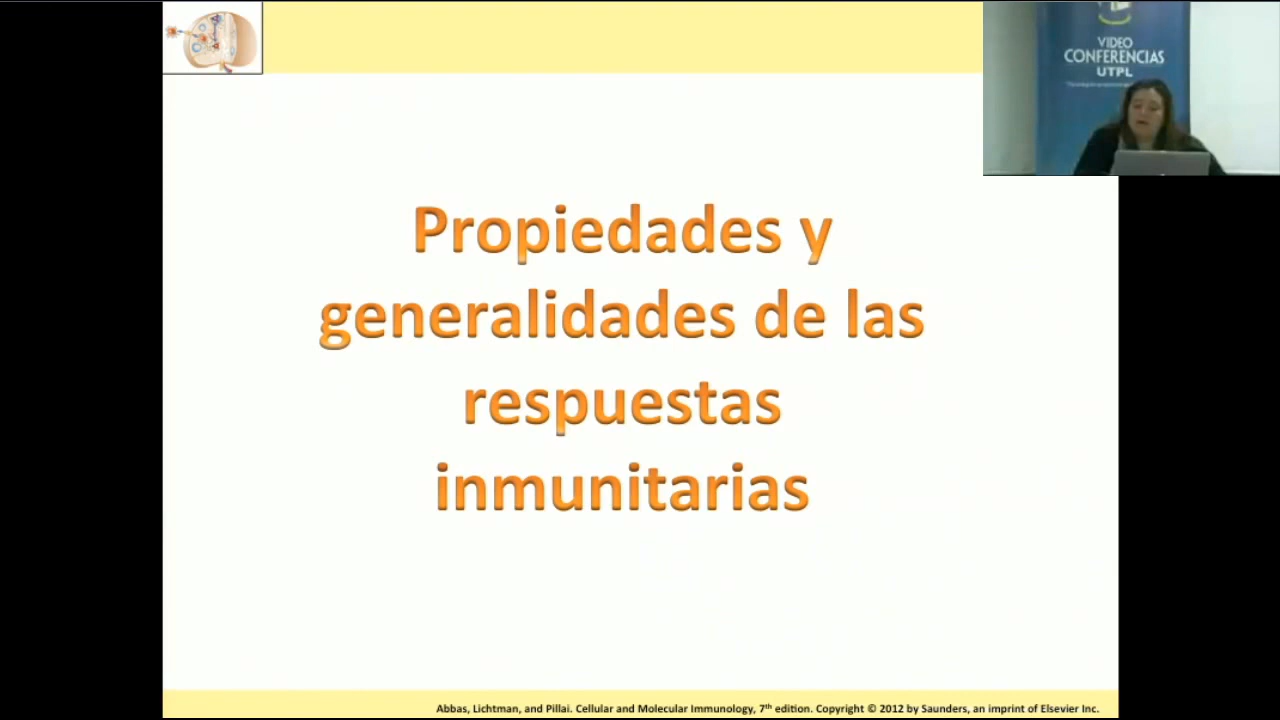 VIDEO
CONFERENCIAS
UTPL
Propiedades y
generalidades de las
respuestas
inmunitarias
Abbas, Lichtman, and Pillai. Cellular and Molecular Immunology, 7th edition. Copyright © 2012 by Saunders, an imprint of Elsevier Inc.